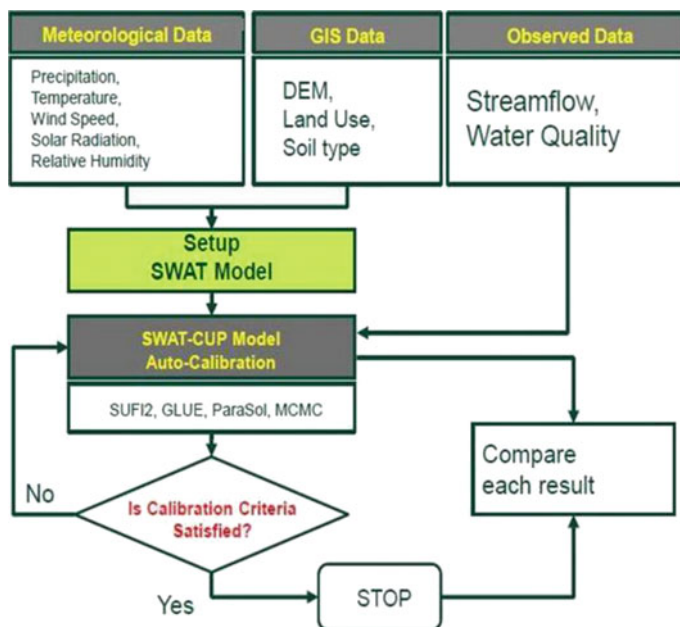 Meteorological Data
Precipitation,
Temperature,
Wind Speed,
Solar Radiation,
Relative Humidity
GIS Data
DEM,
Land Use,
Soil type
Observed Data
Streamflow,
Water Quality
Setup
SWAT Model
SWAT-CUP Model
Auto-Calibration
SUFI2, GLUE, ParaSol, MCMC
No
Is Calibration Criteria
Satisfied?
Compare
each result
Yes
STOP